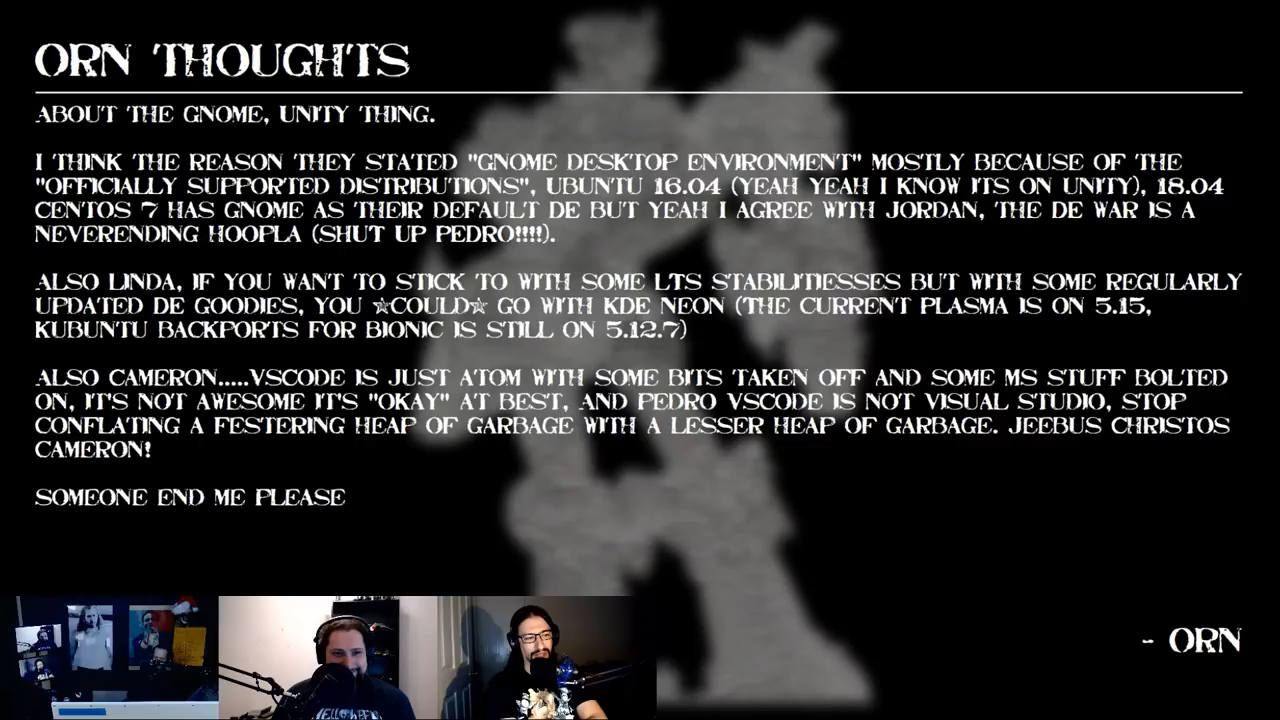 ORN THOUGHTS
ABOUT THE GNOME, UNITY THING.
I THINK THE REASON THEY STATED "GNOME DESKTOP ENVIRONMENT" MOSTLY BECAUSE OF THE
"OFFICIALLY SUPPORTED DISTRIBUTIONS", UBUNTU 16.04 (YEAH YEAH I KNOW ITS ON UNITY), 18.04
CENTOS 7 HAS GNOME AS THEIR DEFAULT DE BUT YEAH I AGREE WITH JORDAN, THE DE WAR IS A
NEVERENDING HOOPLA (SHUT UP PEDRO!!!!).
ALSO LINDA, IF YOU WANT TO STICK TO WITH SOME LTS STABILITIESSES BUT WITH SOME REGULARLY
UPDATED DE GOODIES, YOU ☆COULD☆ GO WITH KDE NEON (THE CURRENT PLASMA IS ON 5.15,
KUBUNTU BACKPORTS FOR BIONIC IS STILL ON 5.12.7)
ALSO CAMERON.....VSCODE IS JUST ATOM WITH SOME BITS TAKEN OFF AND SOME MS STUFF BOLTED
ON, IT'S NOT AWESOME IT'S "OKAY" AT BEST, AND PEDRO VSCODE IS NOT VISUAL STUDIO, STOP
CONFLATING A FESTERING HEAP OF GARBAGE WITH A LESSER HEAP OF GARBAGE. JEEBUS CHRISTOS
CAMERON!
SOMEONE END ME PLEASE
- ORN